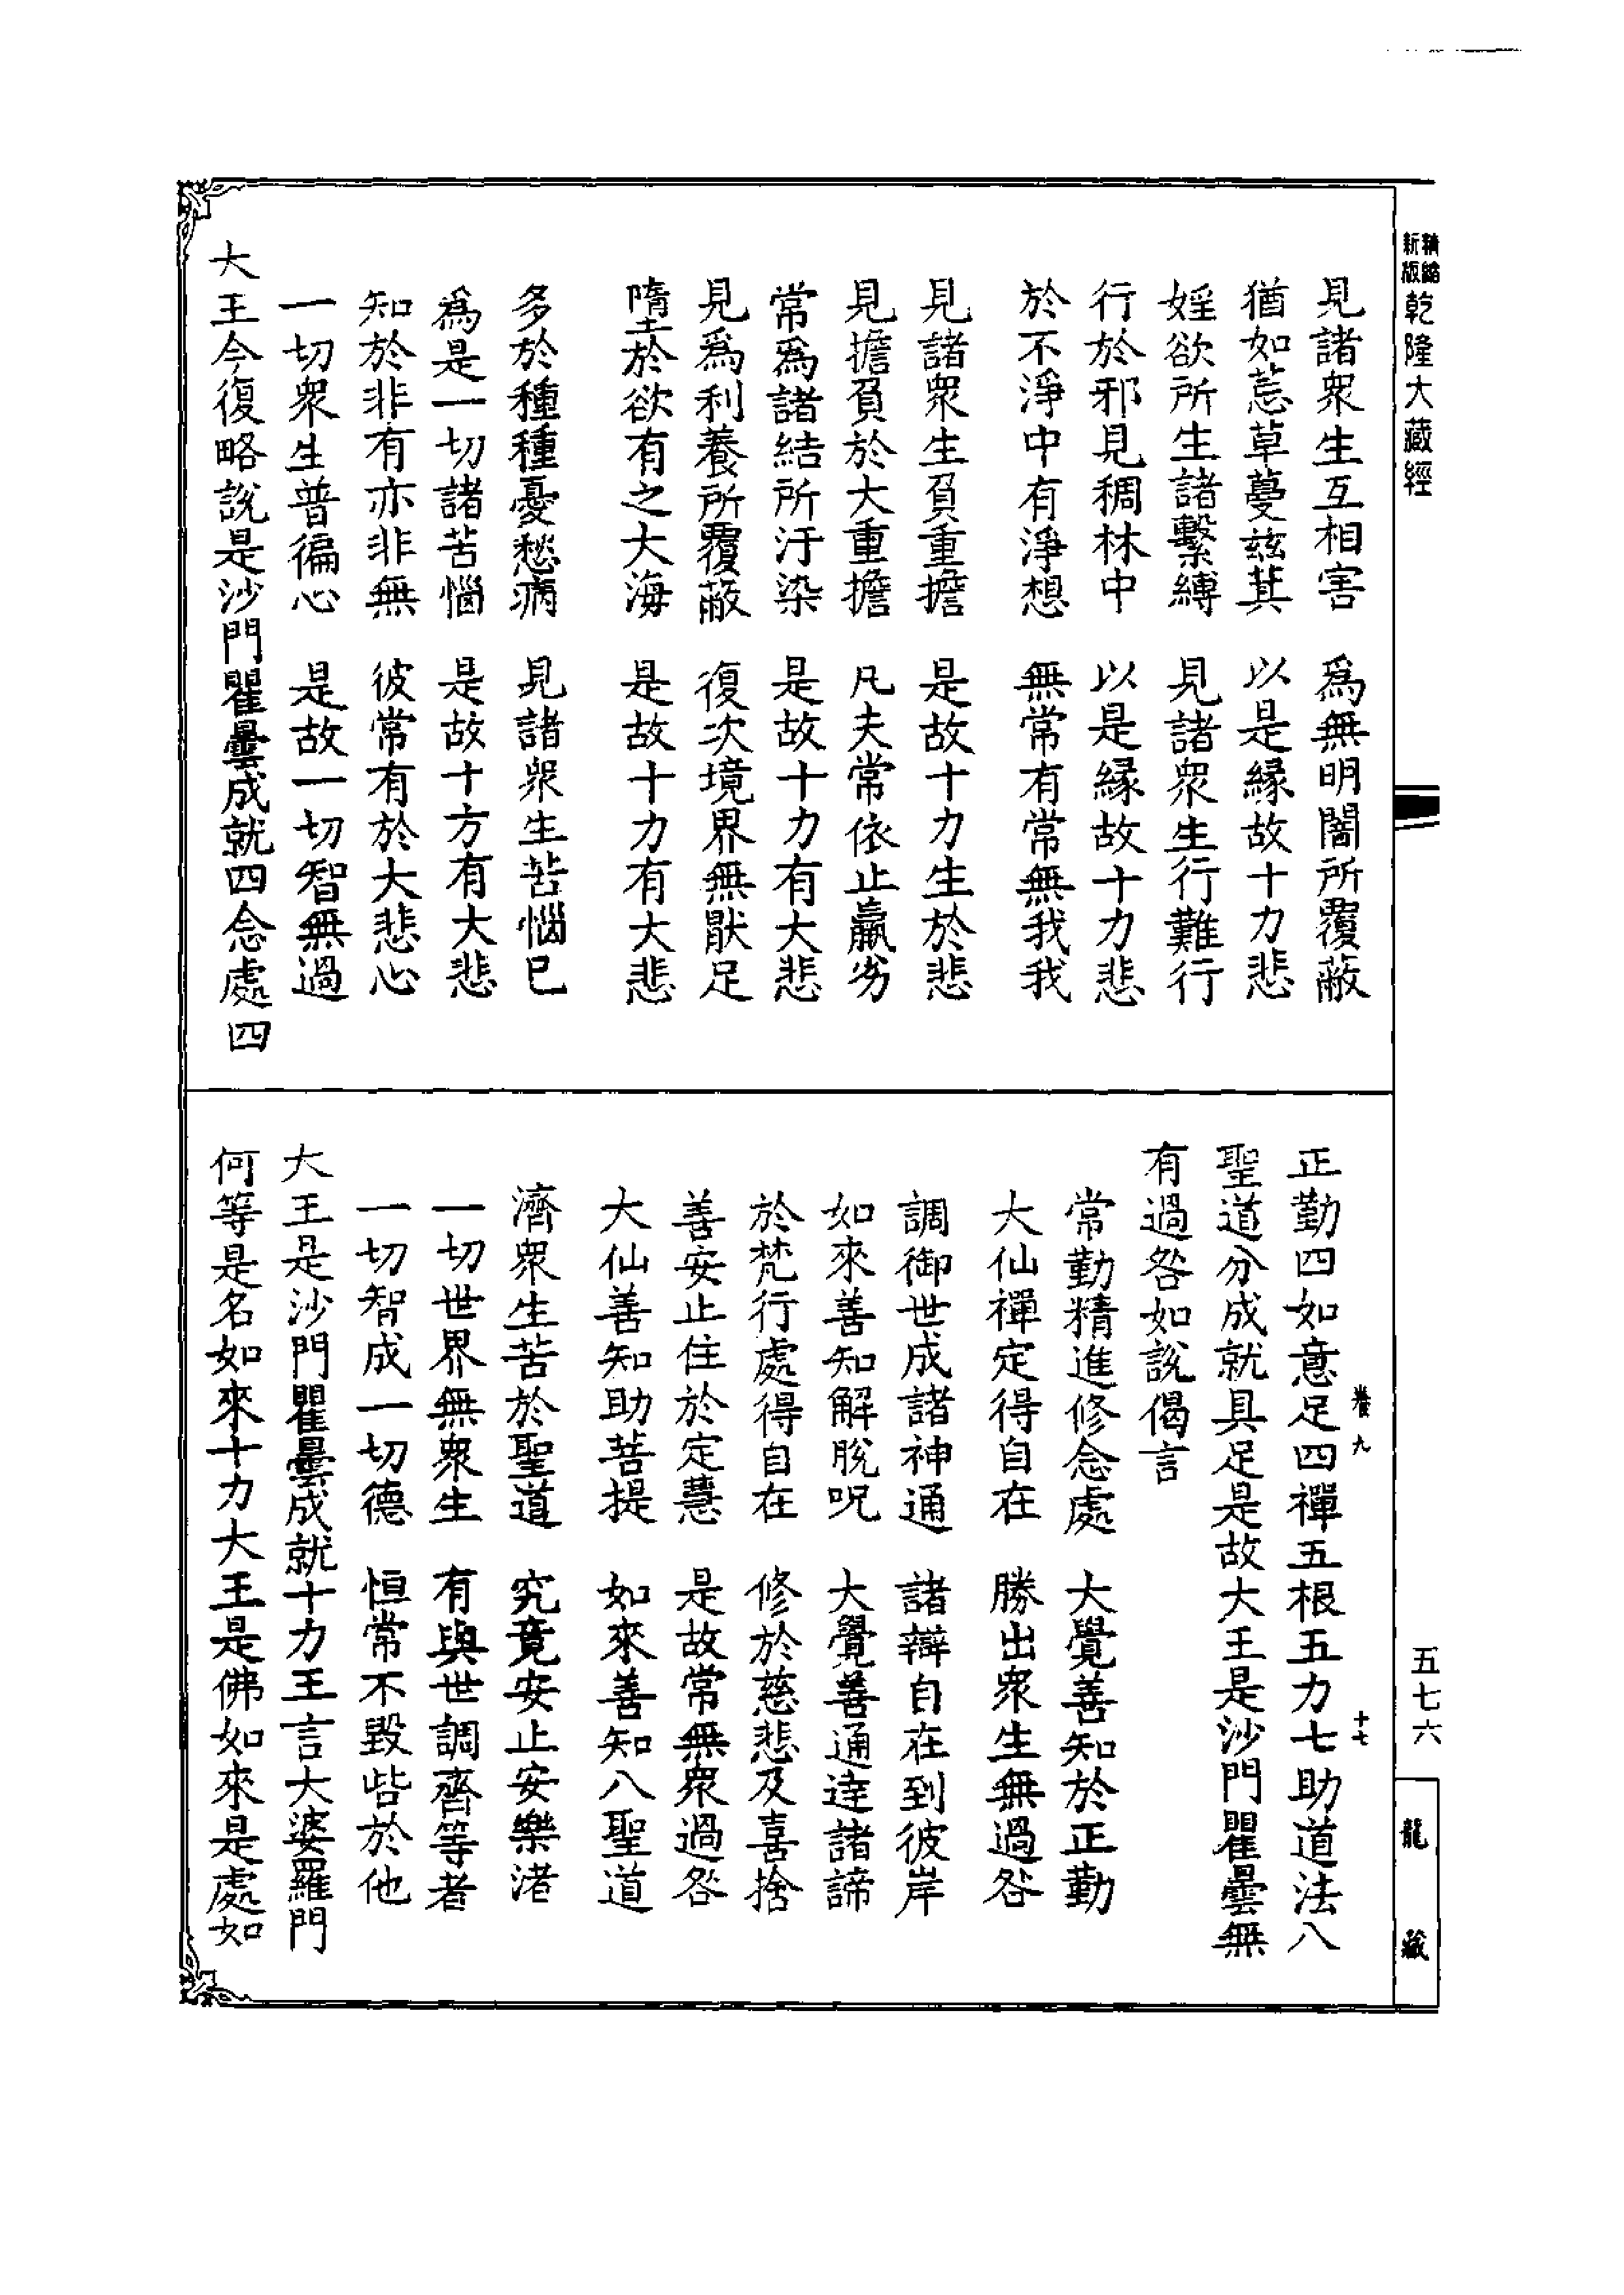 精縮新版 乾隆大藏經
見諸眾生互相害 為無明闇所覆蔽
猶如惡草蔓茲其 以是緣故十力悲
婬欲所生諸繫縛 見諸眾生行難行
行於邪見稠林中 以是緣故十力悲
於不淨中有淨想 無常有常無我我
見諸眾生負重擔 是故十力生於悲
見擔負於大重擔 凡夫常依止羸劣
常為諸結所汙染 是故十力有大悲
見為利養所覆蔽 復次境界無厭足
墮於欲有之大海 是故十力有大悲
多於種種憂愁病 見諸眾生苦惱已
為是一切諸苦惱 是故十方有大悲
知於非有亦非無 彼常有於大悲心
一切眾生普徧心 是故一切智無過
大王今復略說是沙門瞿曇成就四念處四
卷九 十七
正勤四如意足四禪五根五力七助道法八
聖道分成就具足是故大王是沙門瞿曇無
有過咎如說偈言
常勤精進修念處 大覺善知於正勤
大仙禪定得自在 勝出眾生無過咎
調御世成諸神通 諸辯自在到彼岸
如來善知解脫呪 大覺善通達諸諦
於梵行處得自在 修於慈悲及喜捨
善安止住於定慧 是故常無眾過咎
大仙善知助菩提 如來善知八聖道
濟眾生苦於聖道 究竟安止安樂渚
一切世界無眾生 有與世調齊等者
一切智成一切德 恒常不毀呰於他
大王是沙門瞿曇成就十力王言大婆羅門
何等是名如來十力大王是佛如來是處如
五七六
龍藏